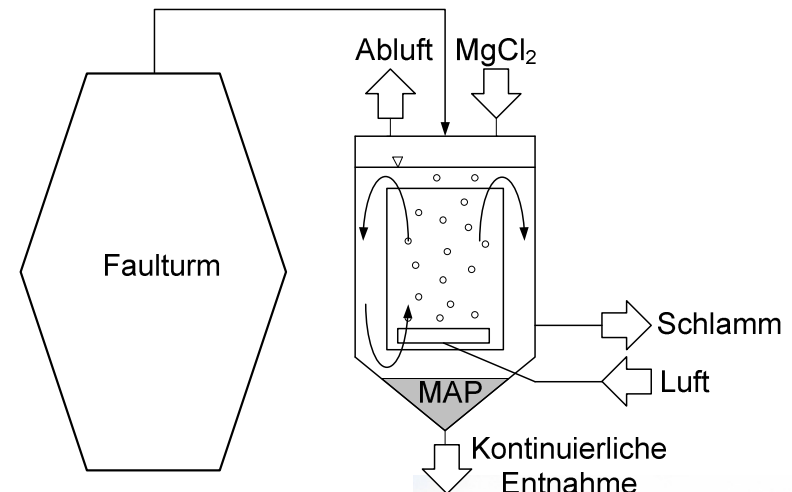 Abluft
MgCl₂
Faulturm
Schlamm
Luft
MAP
Kontinuierliche
Entnahme